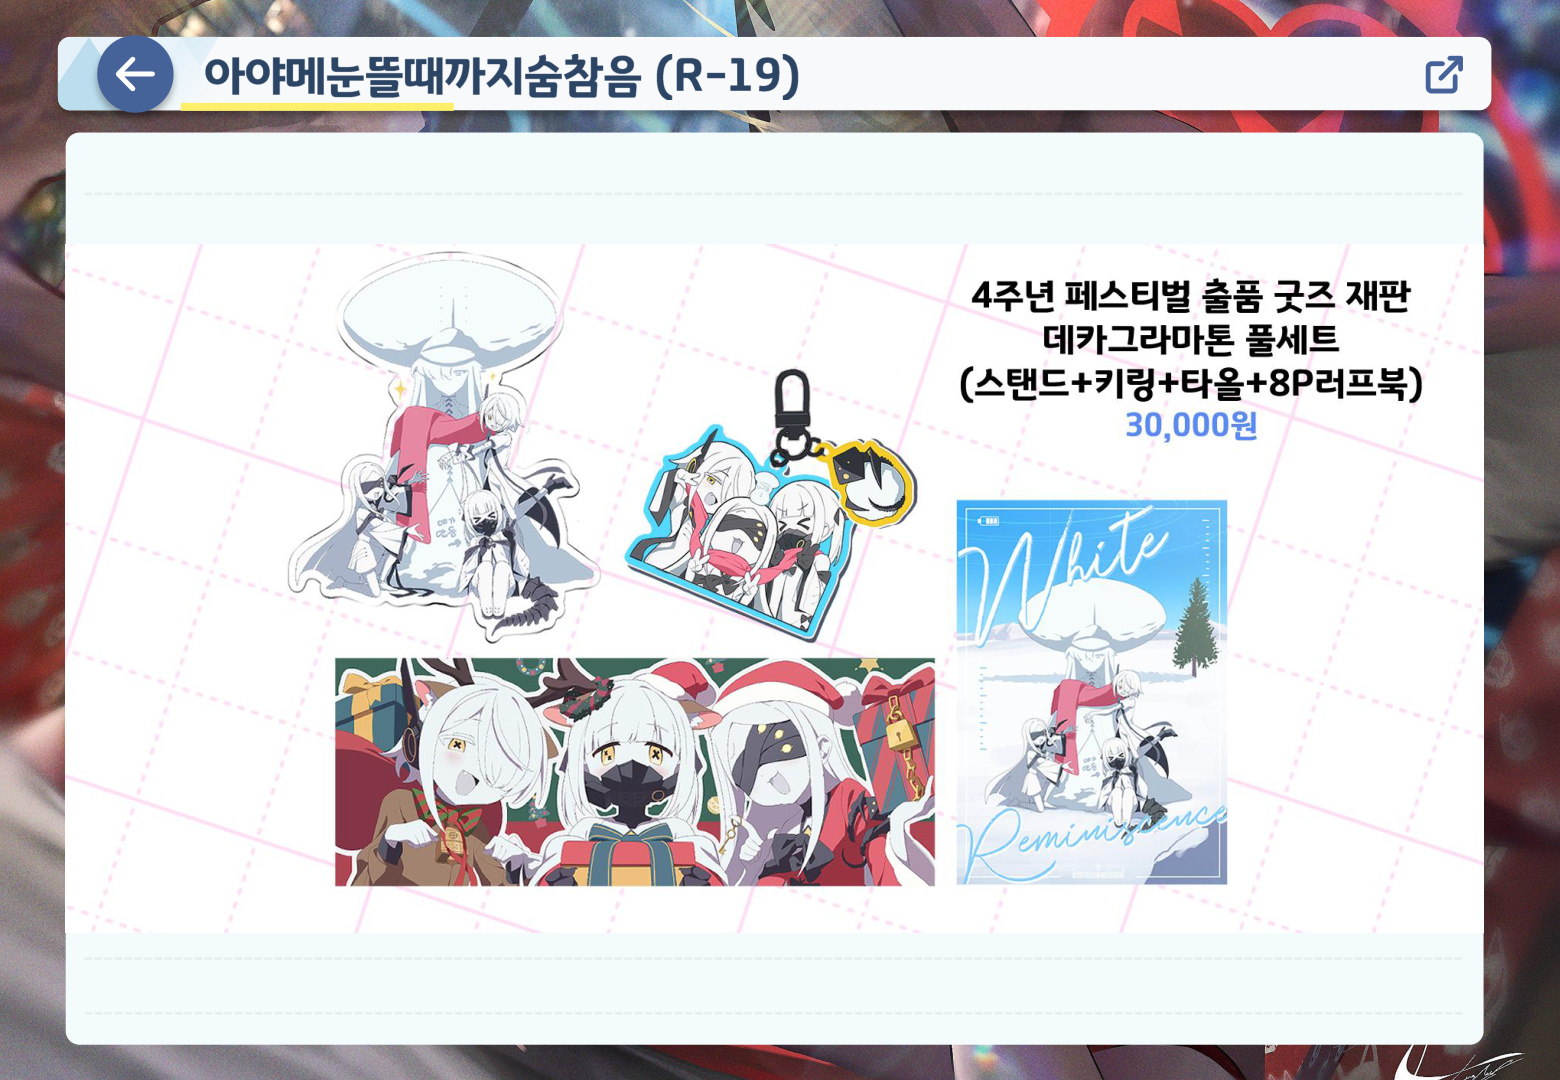 아야메눈뜰때까지숨참음 (R-19)
4주년 페스티벌 출품 굿즈 재판
데카그라마톤 풀세트
(스탠드+키링+타올+8P러프북)
30,000원
White
Reminiscence